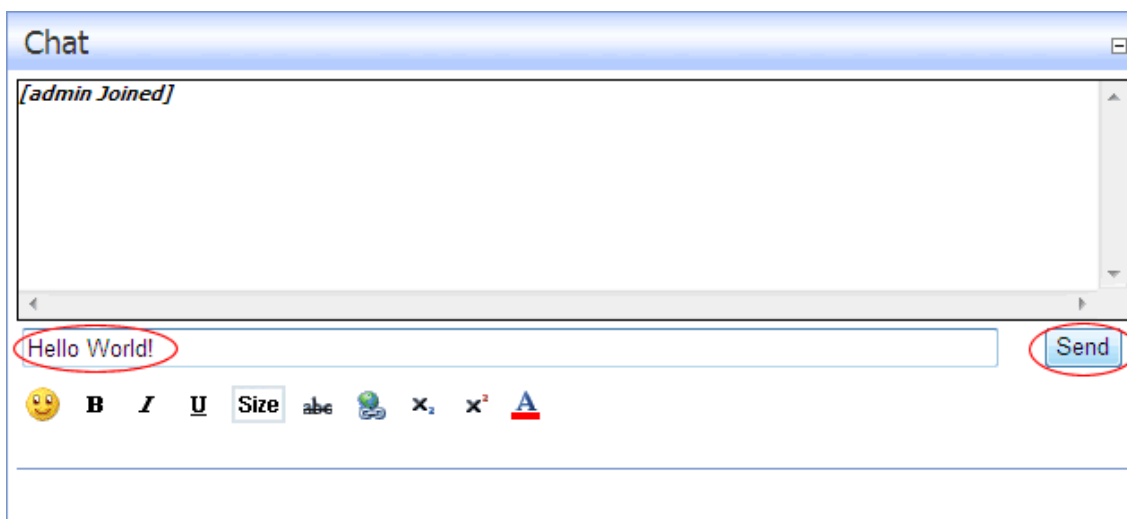 Chat
[admin Joined]
Hello World! Send
B I U Size abc x₂ x² A